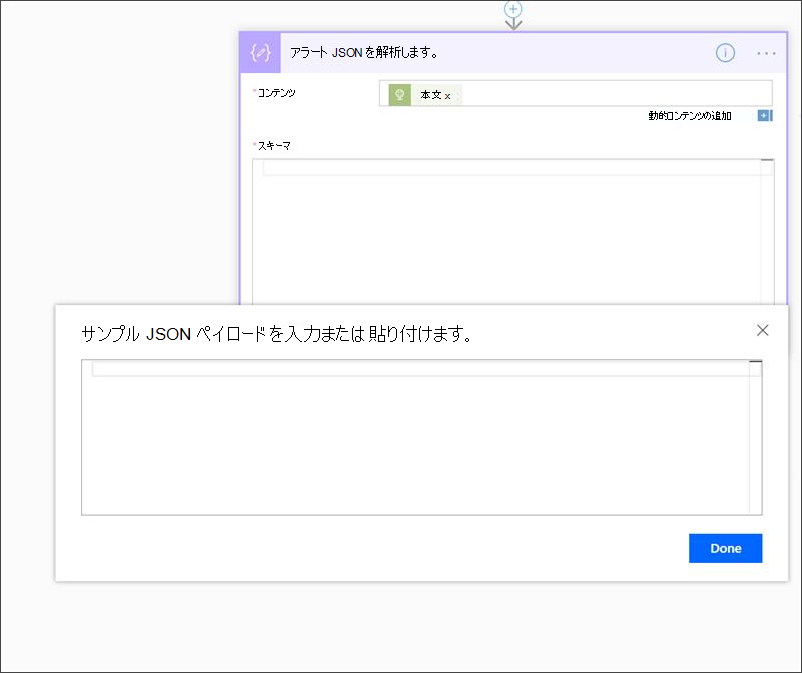 アラート JSON を解析します。
*コンテンツ
本文 x
動的コンテンツの追加
*スキーマ
サンプル JSON ペイロードを入力または貼り付けます。
Done